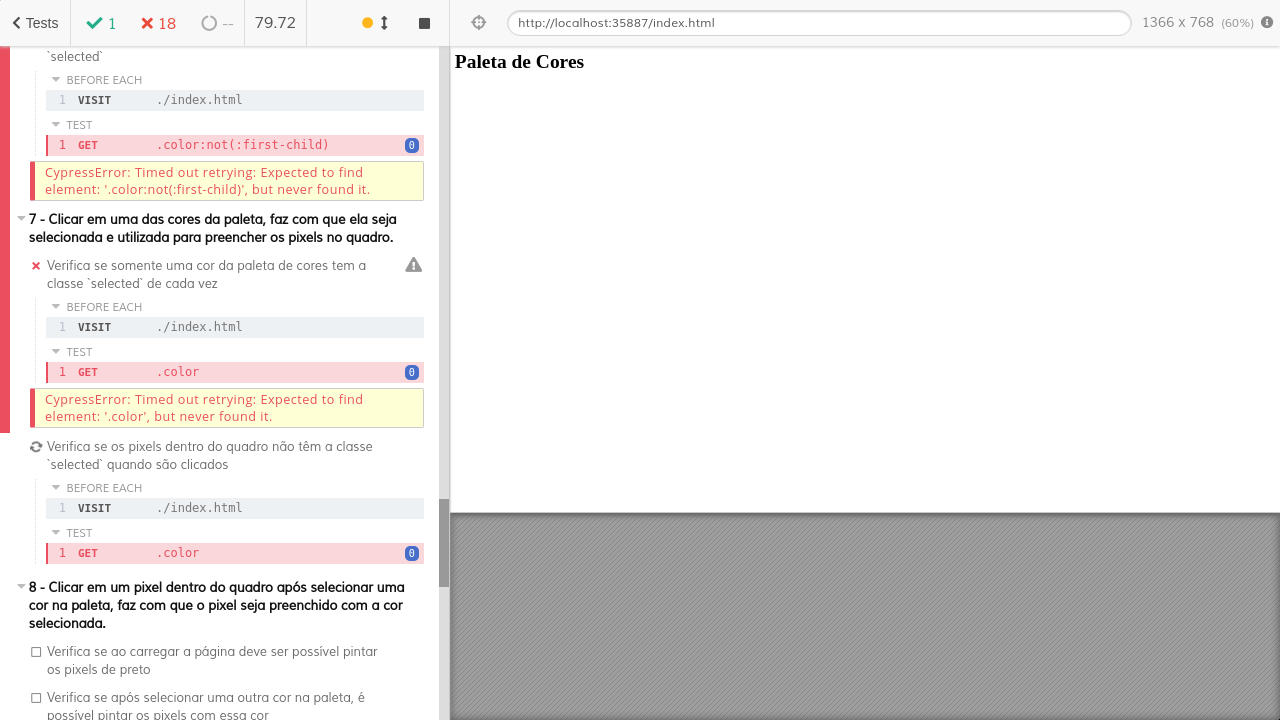 Tests 1 18 -- 79.72 http://localhost:35887/index.html 1366 x 768 (60%)
`selected`
BEFORE EACH
1 VISIT ./index.html
TEST
1 GET .color:not(:first-child) 0
CypressError: Timed out retrying: Expected to find
element: '.color:not(:first-child)', but never found it.
7 - Clicar em uma das cores da paleta, faz com que ela seja
selecionada e utilizada para preencher os pixels no quadro.
Verifica se somente uma cor da paleta de cores tem a
classe `selected` de cada vez
BEFORE EACH
1 VISIT ./index.html
TEST
1 GET .color 0
CypressError: Timed out retrying: Expected to find
element: '.color', but never found it.
Verifica se os pixels dentro do quadro não têm a classe
`selected` quando são clicados
BEFORE EACH
1 VISIT ./index.html
TEST
1 GET .color 0
8 - Clicar em um pixel dentro do quadro após selecionar uma
cor na paleta, faz com que o pixel seja preenchido com a cor
selecionada.
Verifica se ao carregar a página deve ser possível pintar
os pixels de preto
Verifica se após selecionar uma outra cor na paleta, é
possível pintar os pixels com essa cor
Paleta de Cores